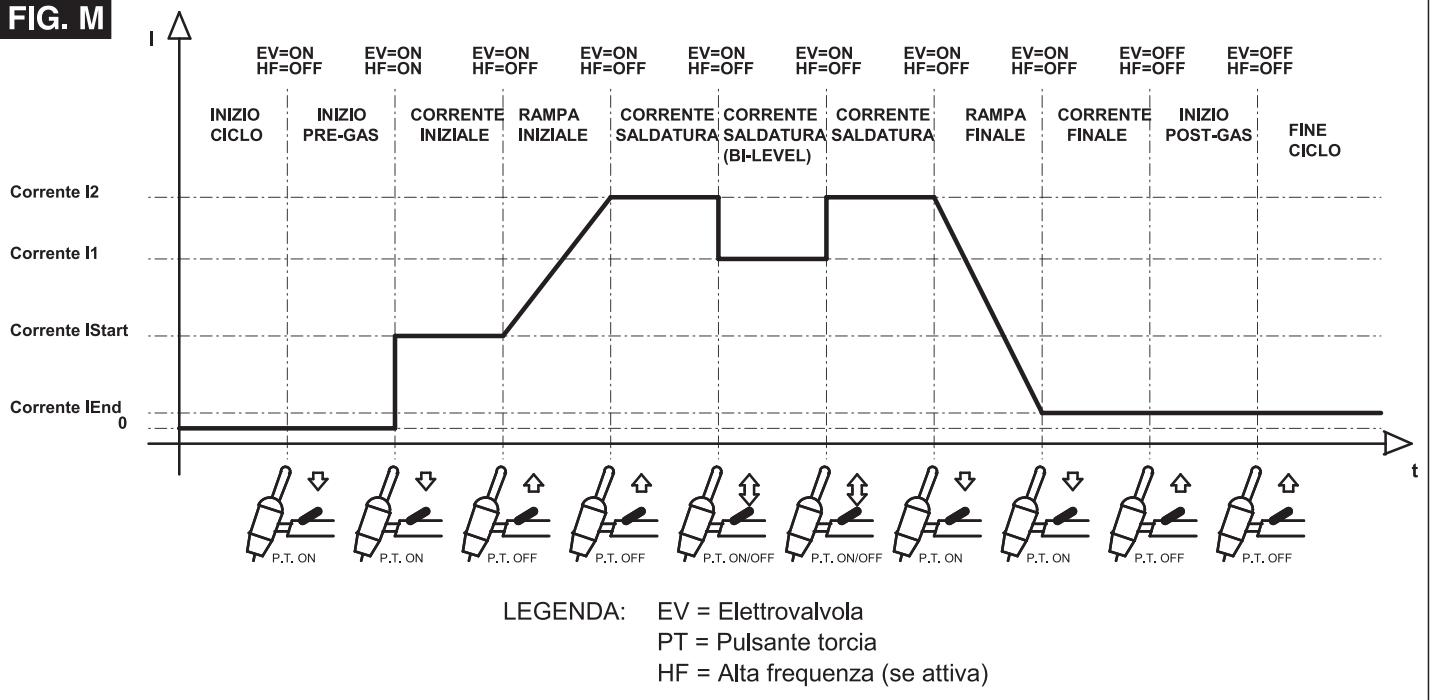 FIG. M
I
EV=ON EV=ON EV=ON EV=ON EV=ON EV=ON EV=ON EV=ON EV=OFF EV=OFF
HF=OFF HF=ON HF=OFF HF=OFF HF=OFF HF=OFF HF=OFF HF=OFF HF=OFF HF=OFF
INIZIO CICLO
INIZIO PRE-GAS
CORRENTE INIZIALE
RAMPA INIZIALE
CORRENTE SALDATURA
CORRENTE SALDATURA (BI-LEVEL)
CORRENTE SALDATURA
RAMPA FINALE
CORRENTE FINALE
INIZIO POST-GAS
FINE CICLO
Corrente I2
Corrente I1
Corrente IStart
Corrente IEnd
0
t
P.T. ON P.T. ON P.T. OFF P.T. OFF P.T. ON/OFF P.T. ON/OFF P.T. ON P.T. ON P.T. OFF P.T. OFF
LEGENDA: EV = Elettrovalvola
PT = Pulsante torcia
HF = Alta frequenza (se attiva)